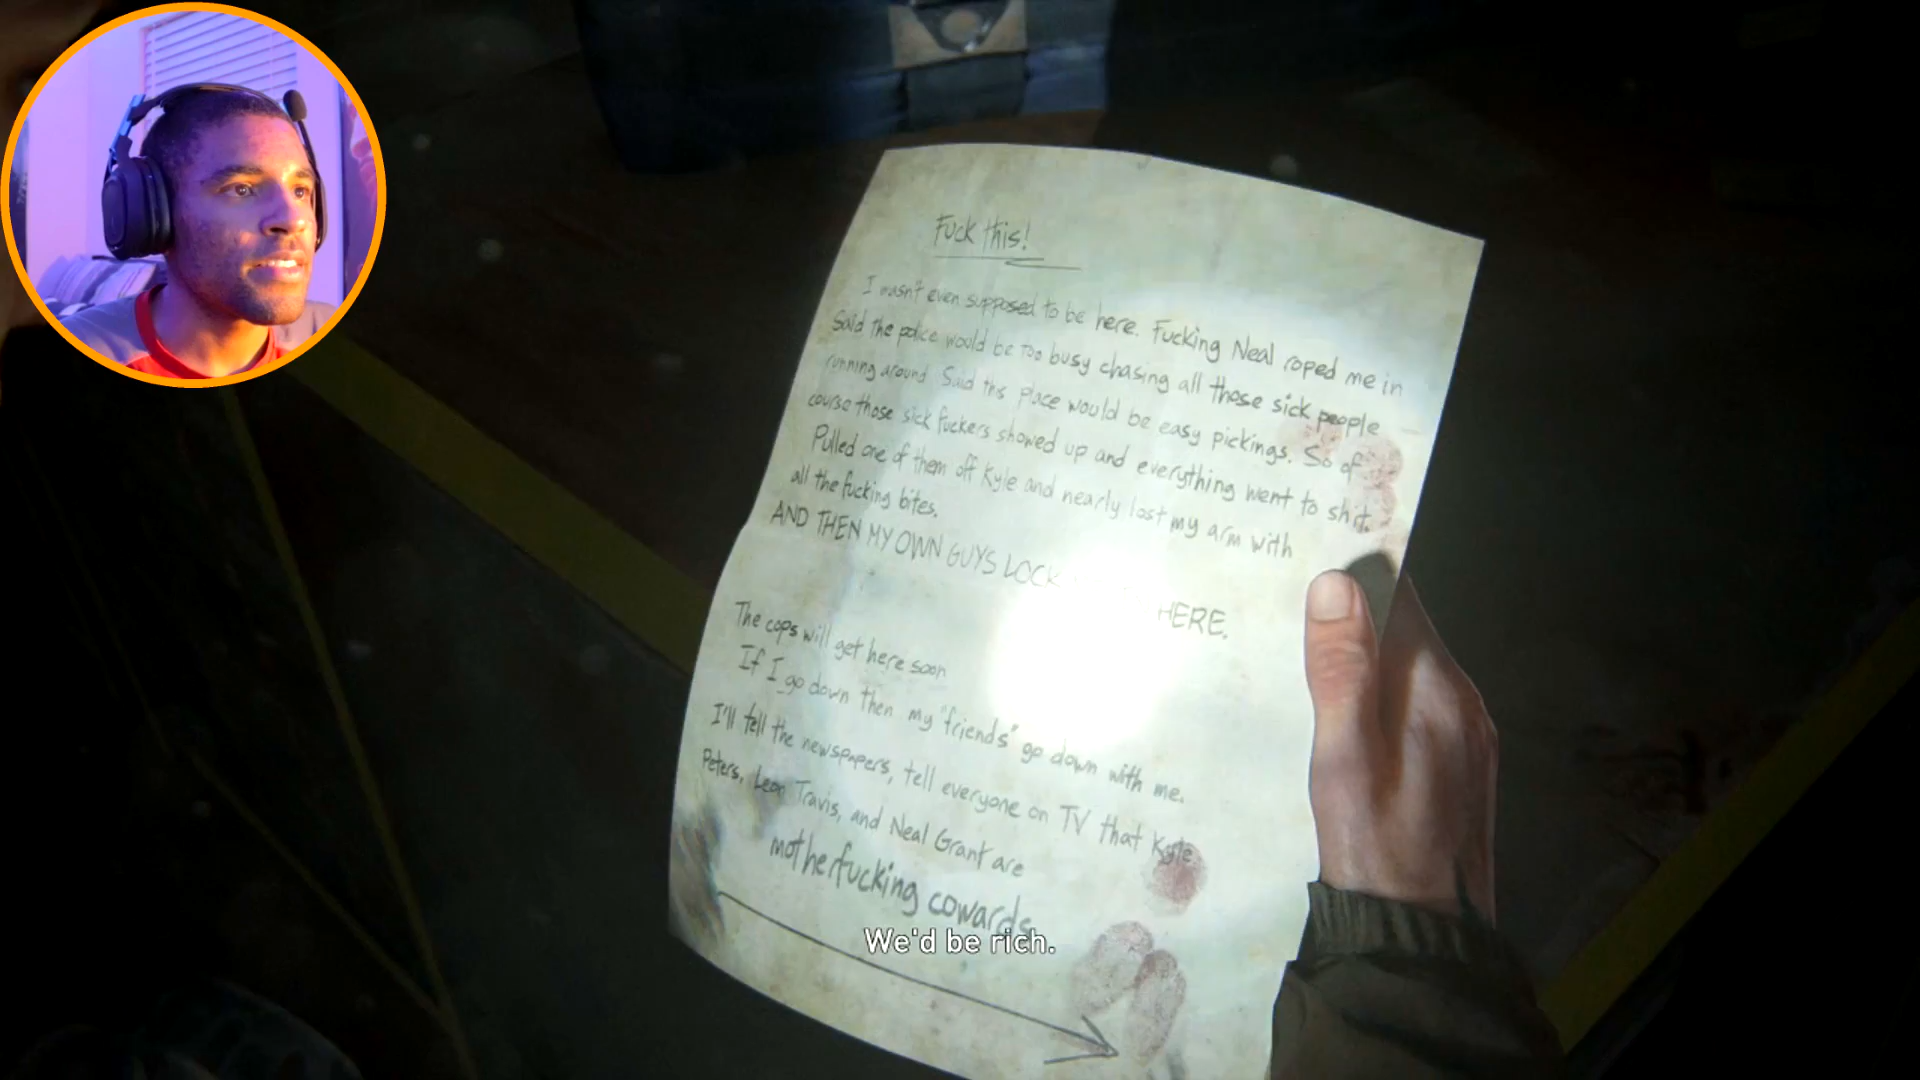 Fuck this!
I wasn't even supposed to be here. Fucking Neal roped me in
Said the police would be too busy chasing all those sick people
running around. Said this place would be easy pickings. So of
course those sick fuckers showed up and everything went to shit.
Pulled one of them off Kyle and nearly lost my arm with
all the fucking bites.
AND THEN MY OWN GUYS LOCK HERE.
The cops will get here soon
If I go down then my "friends" go down with me.
I'll tell the newspapers, tell everyone on TV that Kyle
Peters, Leon Travis, and Neal Grant are
motherfucking cowards
We'd be rich.